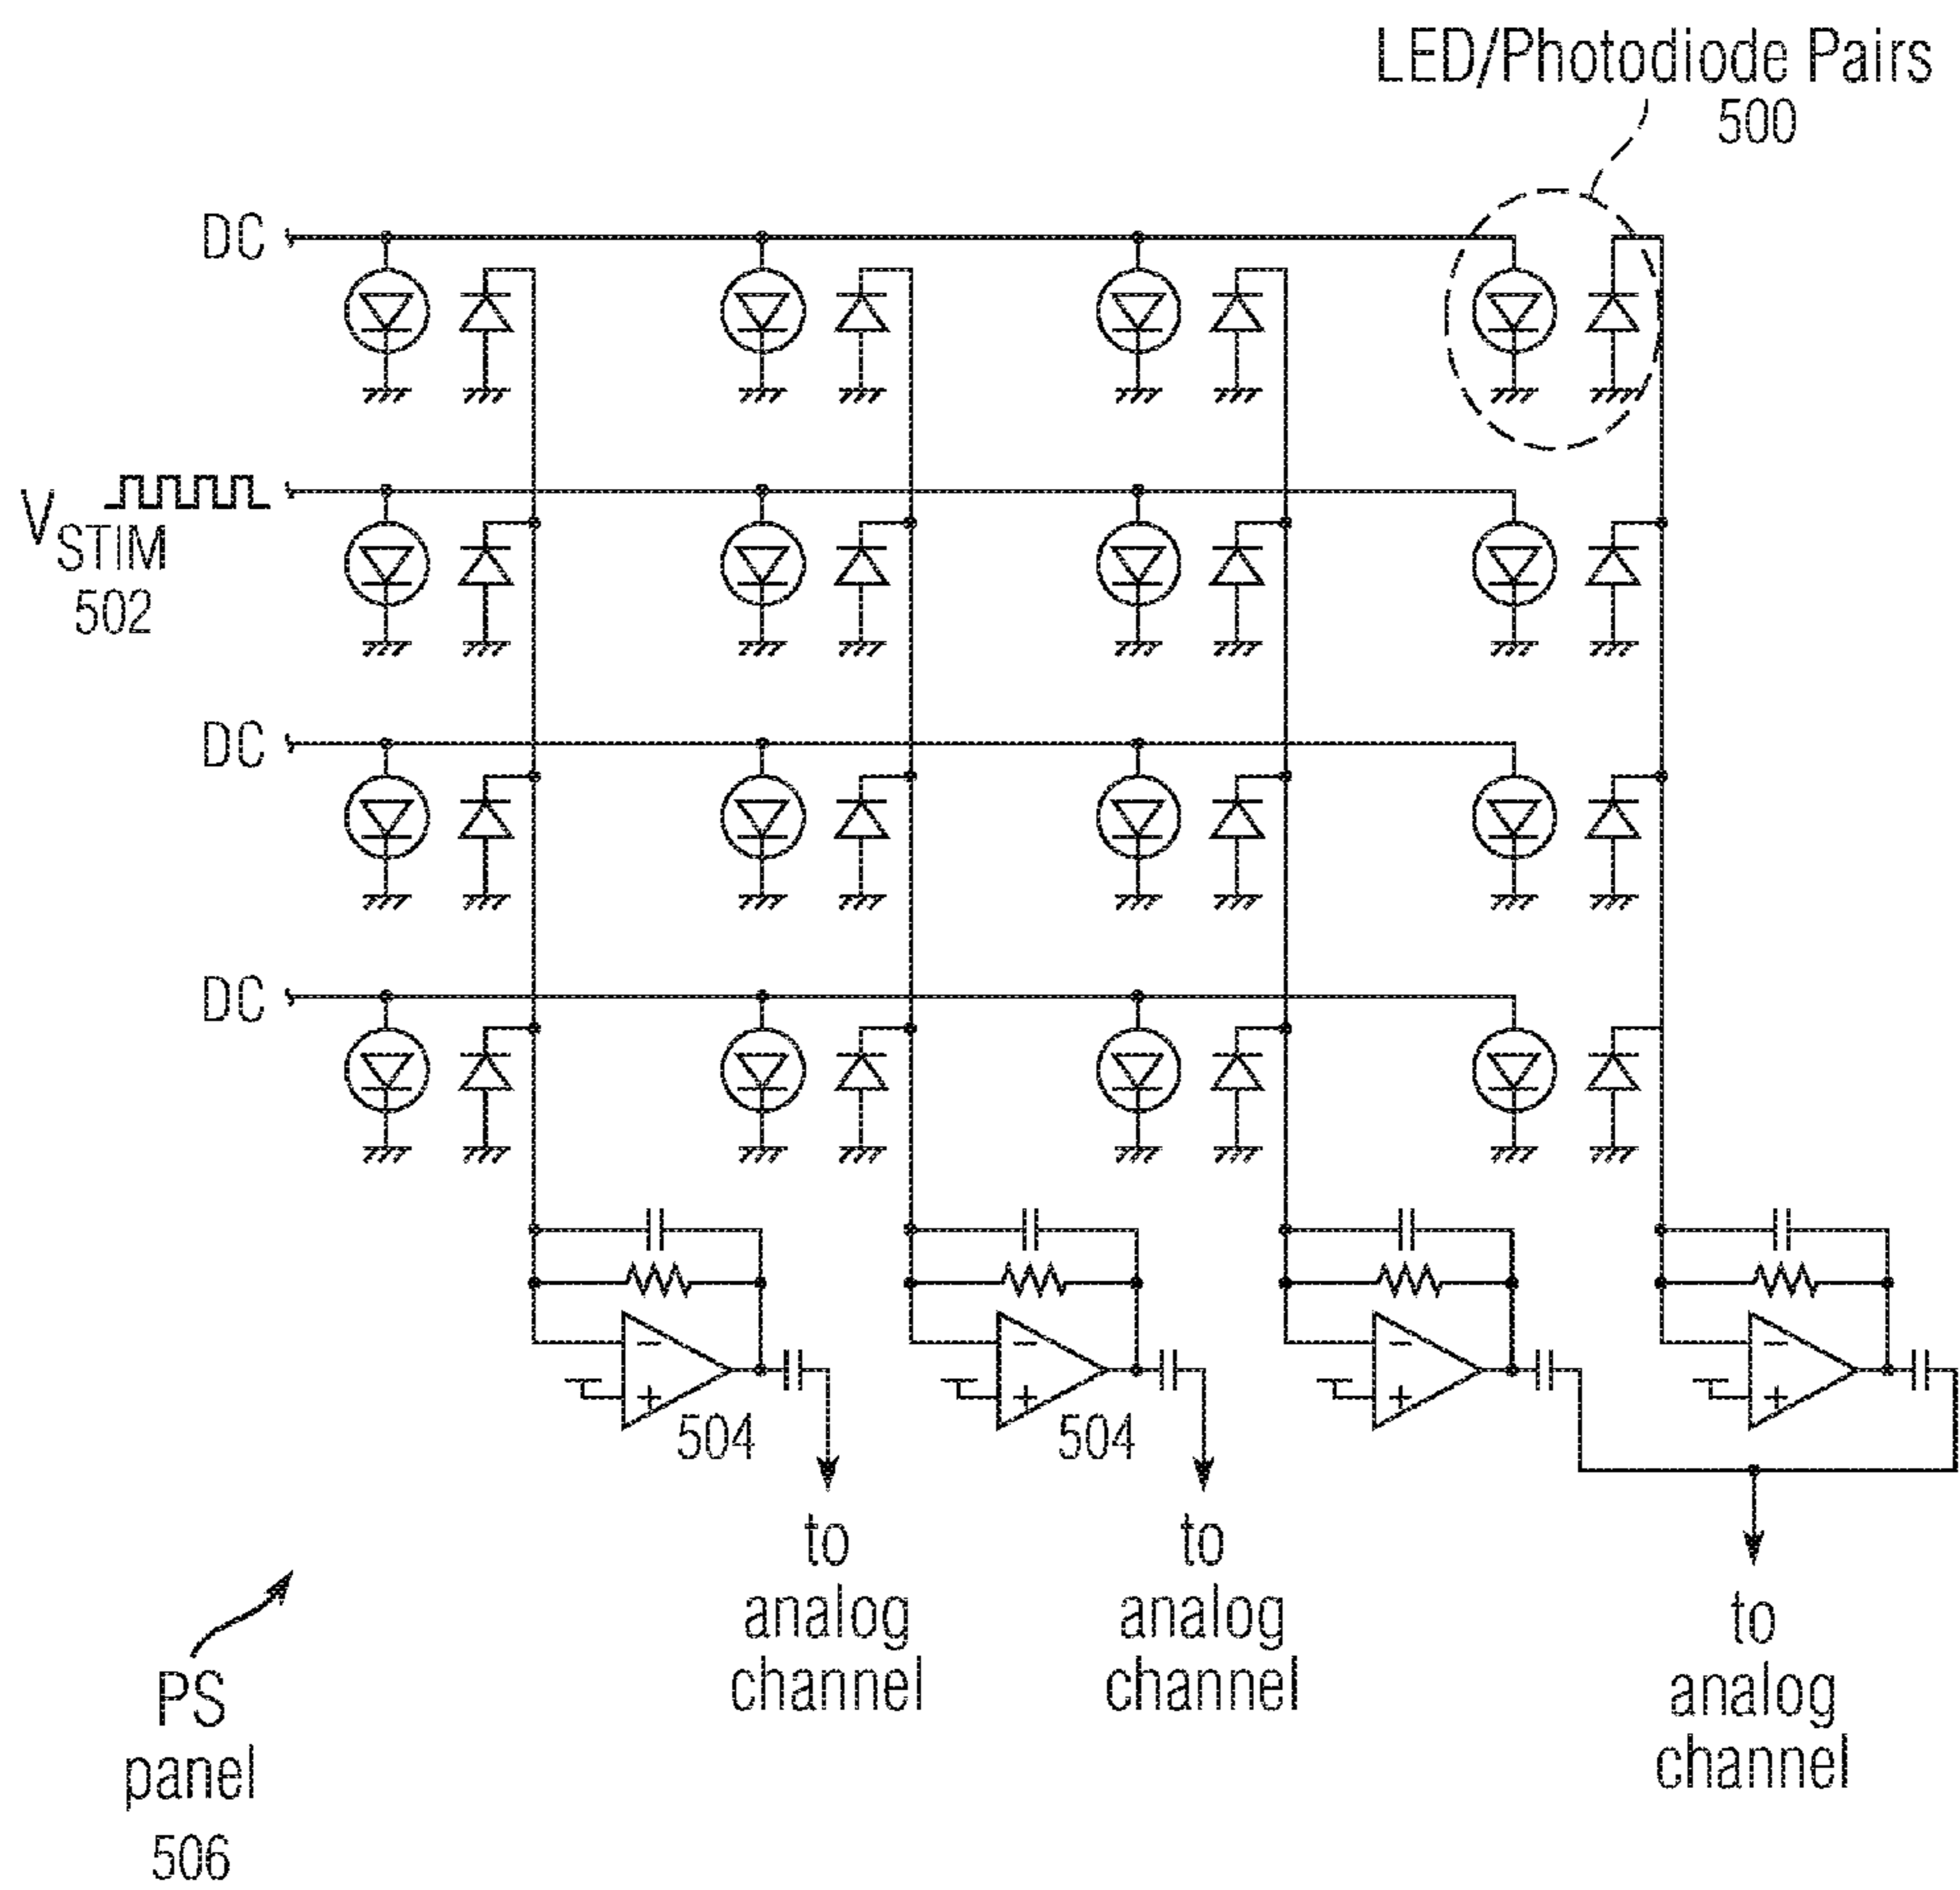 LED/Photodiode Pairs
500
DC
V STIM
502
DC
DC
− + 504
− + 504
− +
− +
to
analog
channel
to
analog
channel
to
analog
channel
PS
panel
506